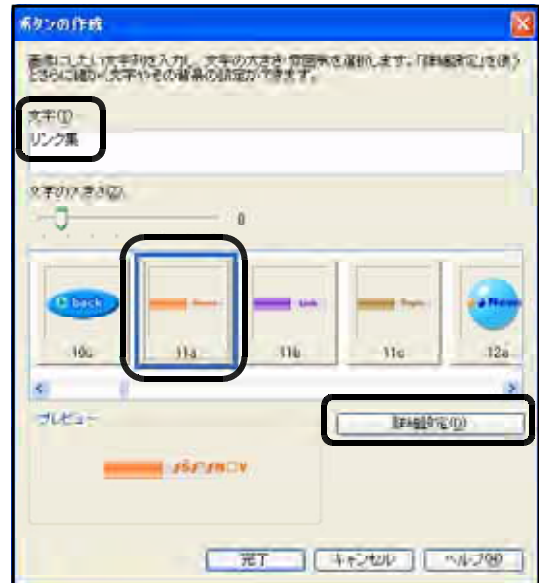 ボタンの作成
画像にしたい文字列を入力し、文字の大きさ・雰囲気を選択します。「詳細設定」を使う
とさらに細かく文字やその背景の設定ができます。
文字(T)
リンク集
文字の大きさ(Z)
0
back
10c
11a
11b
11c
12a
プレビュー
詳細設定(D)
完了
キャンセル
ヘルプ(H)